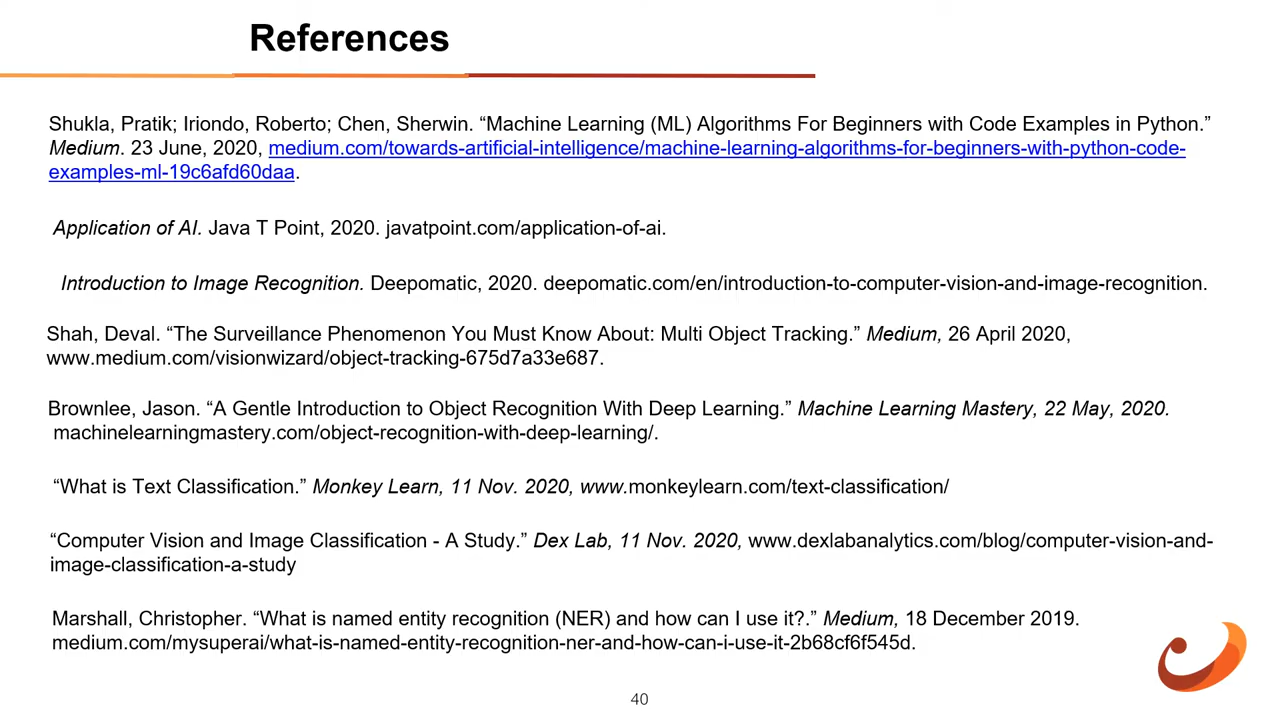 References
Shukla, Pratik; Iriondo, Roberto; Chen, Sherwin. “Machine Learning (ML) Algorithms For Beginners with Code Examples in Python.”
Medium. 23 June, 2020, medium.com/towards-artificial-intelligence/machine-learning-algorithms-for-beginners-with-python-code-
examples-ml-19c6afd60daa.
Application of AI. Java T Point, 2020. javatpoint.com/application-of-ai.
Introduction to Image Recognition. Deepomatic, 2020. deepomatic.com/en/introduction-to-computer-vision-and-image-recognition.
Shah, Deval. “The Surveillance Phenomenon You Must Know About: Multi Object Tracking.” Medium, 26 April 2020,
www.medium.com/visionwizard/object-tracking-675d7a33e687.
Brownlee, Jason. “A Gentle Introduction to Object Recognition With Deep Learning.” Machine Learning Mastery, 22 May, 2020.
machinelearningmastery.com/object-recognition-with-deep-learning/.
“What is Text Classification.” Monkey Learn, 11 Nov. 2020, www.monkeylearn.com/text-classification/
“Computer Vision and Image Classification - A Study.” Dex Lab, 11 Nov. 2020, www.dexlabanalytics.com/blog/computer-vision-and-
image-classification-a-study
Marshall, Christopher. “What is named entity recognition (NER) and how can I use it?.” Medium, 18 December 2019.
medium.com/mysuperai/what-is-named-entity-recognition-ner-and-how-can-i-use-it-2b68cf6f545d.
40